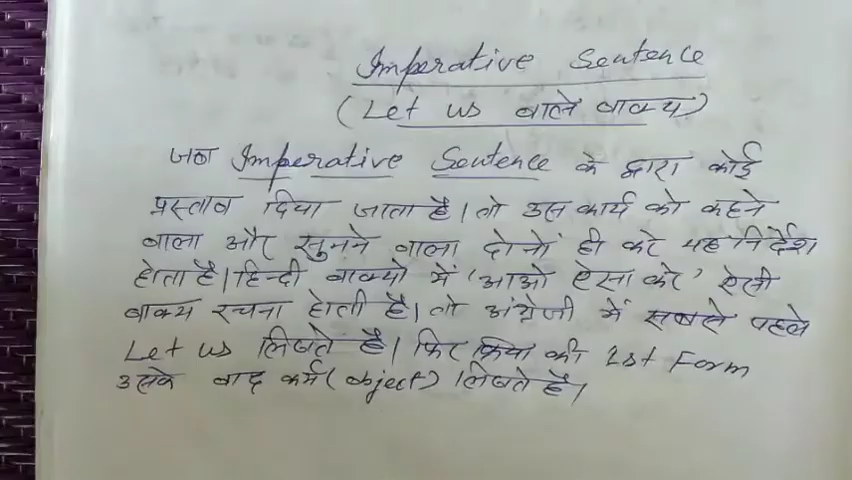 Imperative Sentence
(Let us वाले वाक्य)
जब Imperative Sentence के द्वारा कोई
प्रस्ताव दिया जाता है। तो उस कार्य को कहने
वाला और सुनने वाला दोनों ही करे यह निर्देश
होता है। हिन्दी वाक्यो में 'आओ ऐसा करे' ऐसी
वाक्य रचना होती है। तो अंग्रेजी में सबसे पहले
Let us लिखते है। फिर क्रिया की 1st Form
उसके बाद कर्म (object) लिखते है।